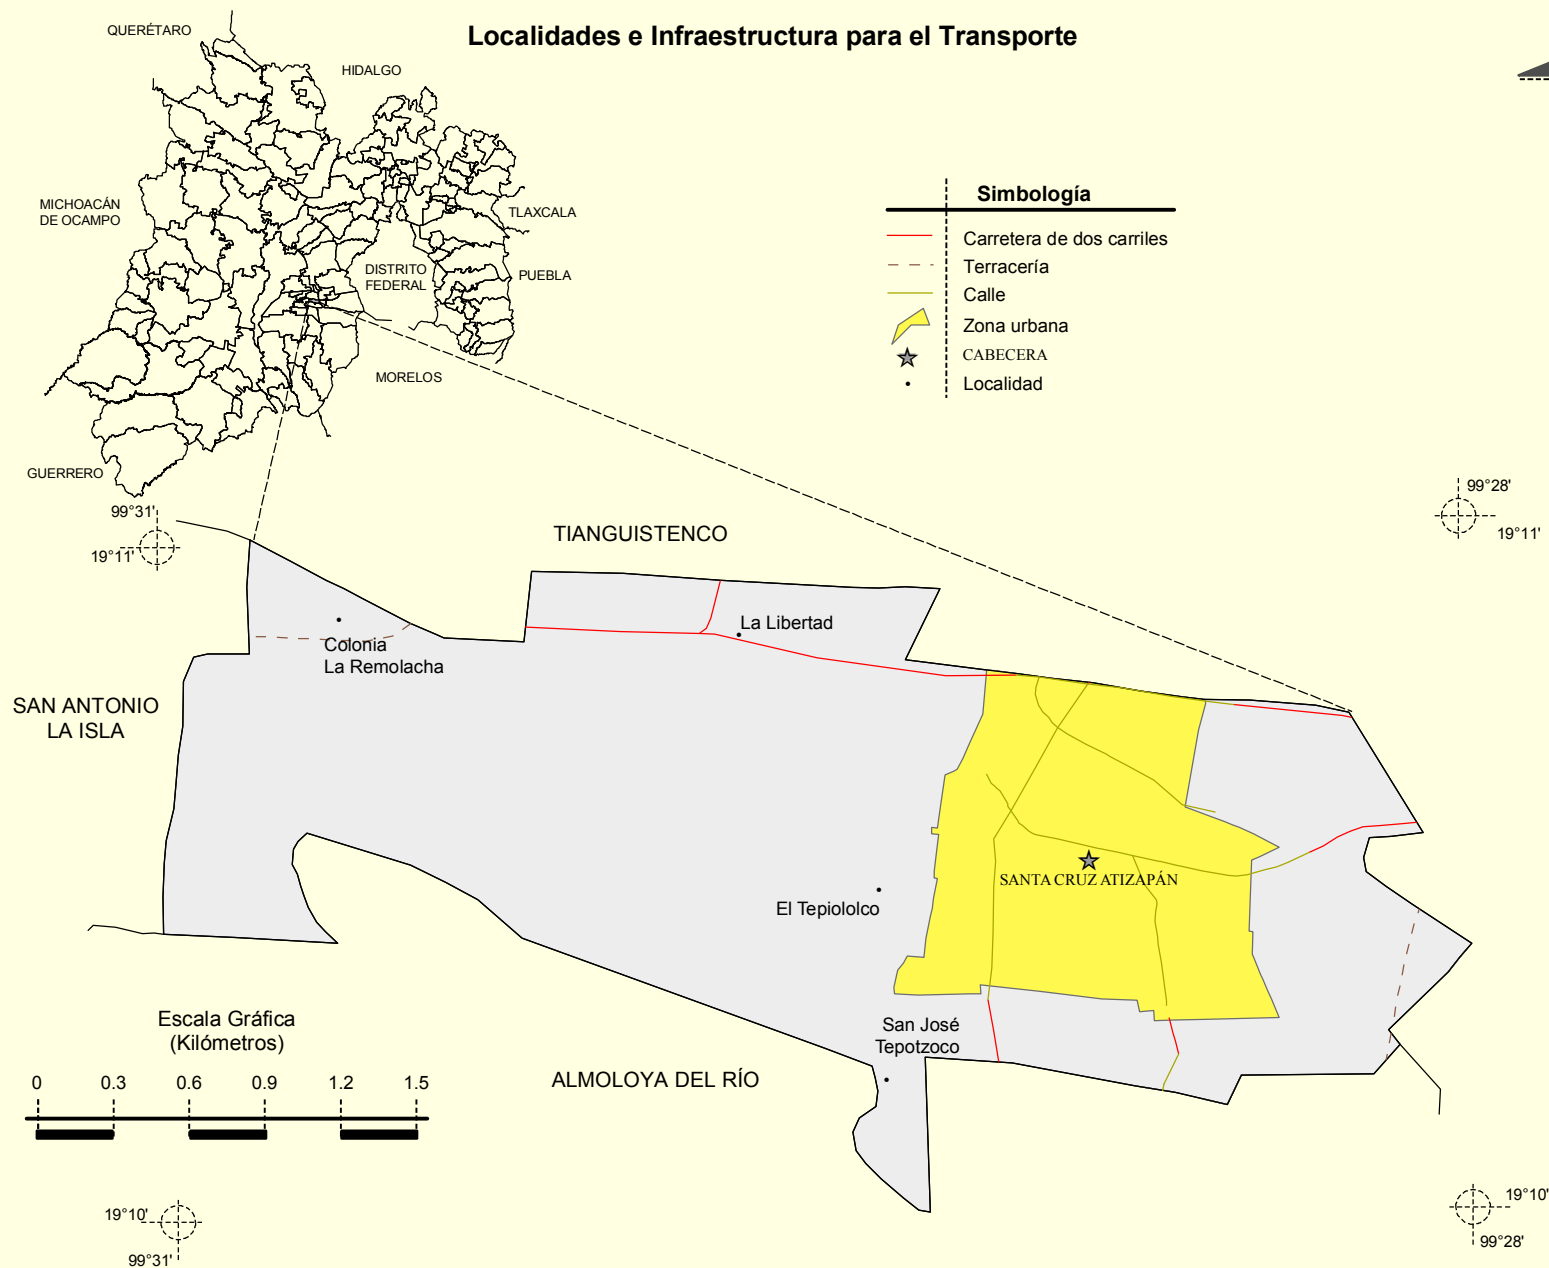 Localidades e Infraestructura para el Transporte
QUERÉTARO
HIDALGO
MICHOACÁN
DE OCAMPO
TLAXCALA
DISTRITO
FEDERAL
PUEBLA
MORELOS
GUERRERO
Simbología
Carretera de dos carriles
Terracería
Calle
Zona urbana
CABECERA
Localidad
99°31'
19°11'
99°28'
19°11'
TIANGUISTENCO
La Libertad
Colonia
La Remolacha
SAN ANTONIO
LA ISLA
SANTA CRUZ ATIZAPÁN
El Tepiololco
San José
Tepotzoco
ALMOLOYA DEL RÍO
Escala Gráfica
(Kilómetros)
0 0.3 0.6 0.9 1.2 1.5
19°10'
99°31'
19°10'
99°28'